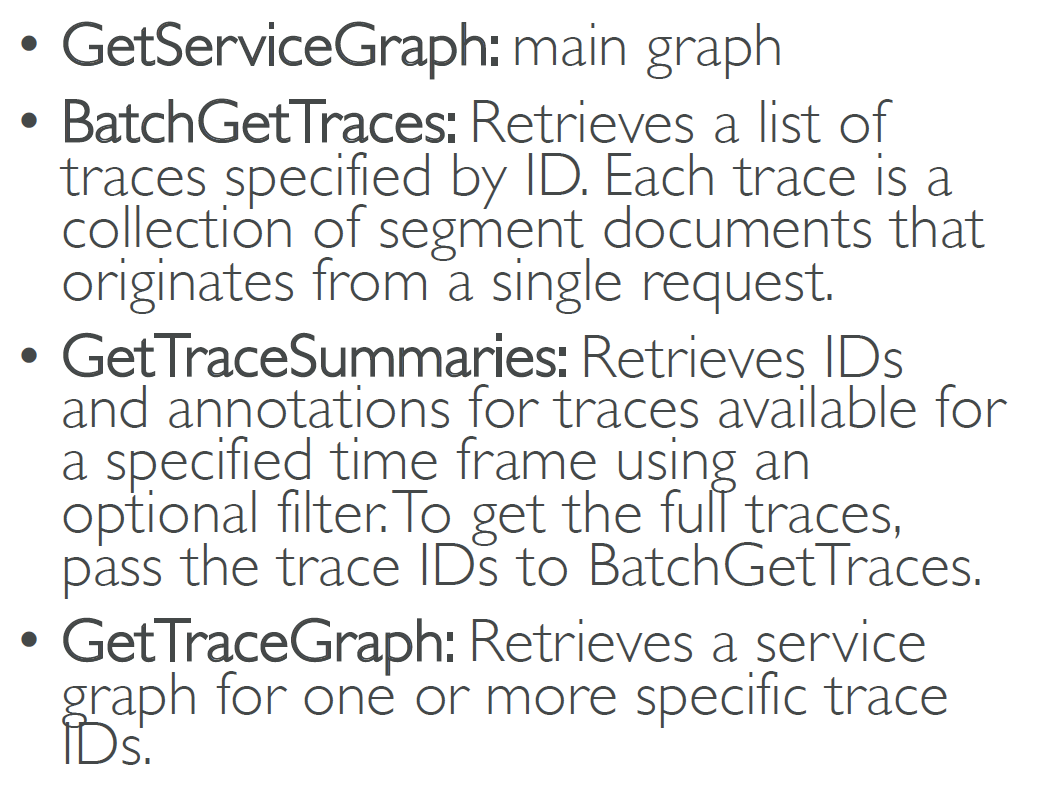 • GetServiceGraph: main graph
• BatchGetTraces: Retrieves a list of
traces specified by ID. Each trace is a
collection of segment documents that
originates from a single request.
• GetTraceSummaries: Retrieves IDs
and annotations for traces available for
a specified time frame using an
optional filter. To get the full traces,
pass the trace IDs to BatchGetTraces.
• GetTraceGraph: Retrieves a service
graph for one or more specific trace
IDs.